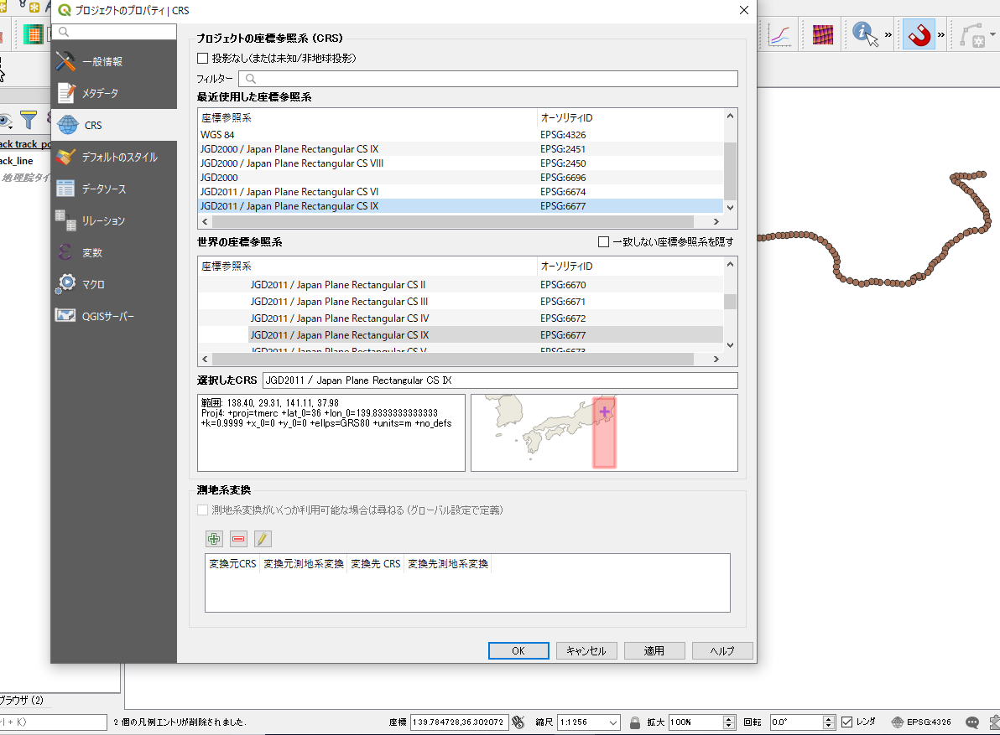 プロジェクトのプロパティ | CRS
プロジェクトの座標参照系 (CRS)
投影なし(または未知/非地球投影)
フィルター
最近使用した座標参照系
座標参照系 オーソリティID
WGS 84 EPSG:4326
JGD2000 / Japan Plane Rectangular CS IX EPSG:2451
JGD2000 / Japan Plane Rectangular CS VIII EPSG:2450
JGD2000 EPSG:6696
JGD2011 / Japan Plane Rectangular CS VI EPSG:6674
JGD2011 / Japan Plane Rectangular CS IX EPSG:6677
世界の座標参照系 一致しない座標参照系を隠す
座標参照系 オーソリティID
JGD2011 / Japan Plane Rectangular CS II EPSG:6670
JGD2011 / Japan Plane Rectangular CS III EPSG:6671
JGD2011 / Japan Plane Rectangular CS IV EPSG:6672
JGD2011 / Japan Plane Rectangular CS IX EPSG:6677
JGD2011 / Japan Plane Rectangular CS V EPSG:6673
選択したCRS JGD2011 / Japan Plane Rectangular CS IX
範囲: 138.40, 29.31, 141.11, 37.98
Proj4: +proj=tmerc +lat_0=36 +lon_0=139.8333333333333
+k=0.9999 +x_0=0 +y_0=0 +ellps=GRS80 +units=m +no_defs
測地系変換
測地系変換がいくつか利用可能な場合は尋ねる (グローバル設定で定義)
変換元CRS 変換元測地系変換 変換先 CRS 変換先測地系変換
OK キャンセル 適用 ヘルプ
一般情報
メタデータ
CRS
デフォルトのスタイル
データソース
リレーション
変数
マクロ
QGISサーバー
ack track_po
ack_line
地理院タイ
ブラウザ (2)
+ K)
2 個の凡例エントリが削除されました.
座標 139.784728,36.302072 縮尺 1:1256 拡大 100% 回転 0.0° レンダ EPSG:4326